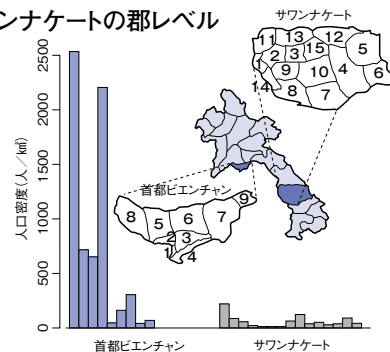 ンナケートの郡レベル
サワンナケート
11 13 12
2 3 15 5
1 9 10 4 6
14 8 7
首都ビエンチャン
9
8 5 6 7
2 3
1 4
人口密度(人/㎢)
2500
2000
1500
1000
500
0
首都ビエンチャン サワンナケート